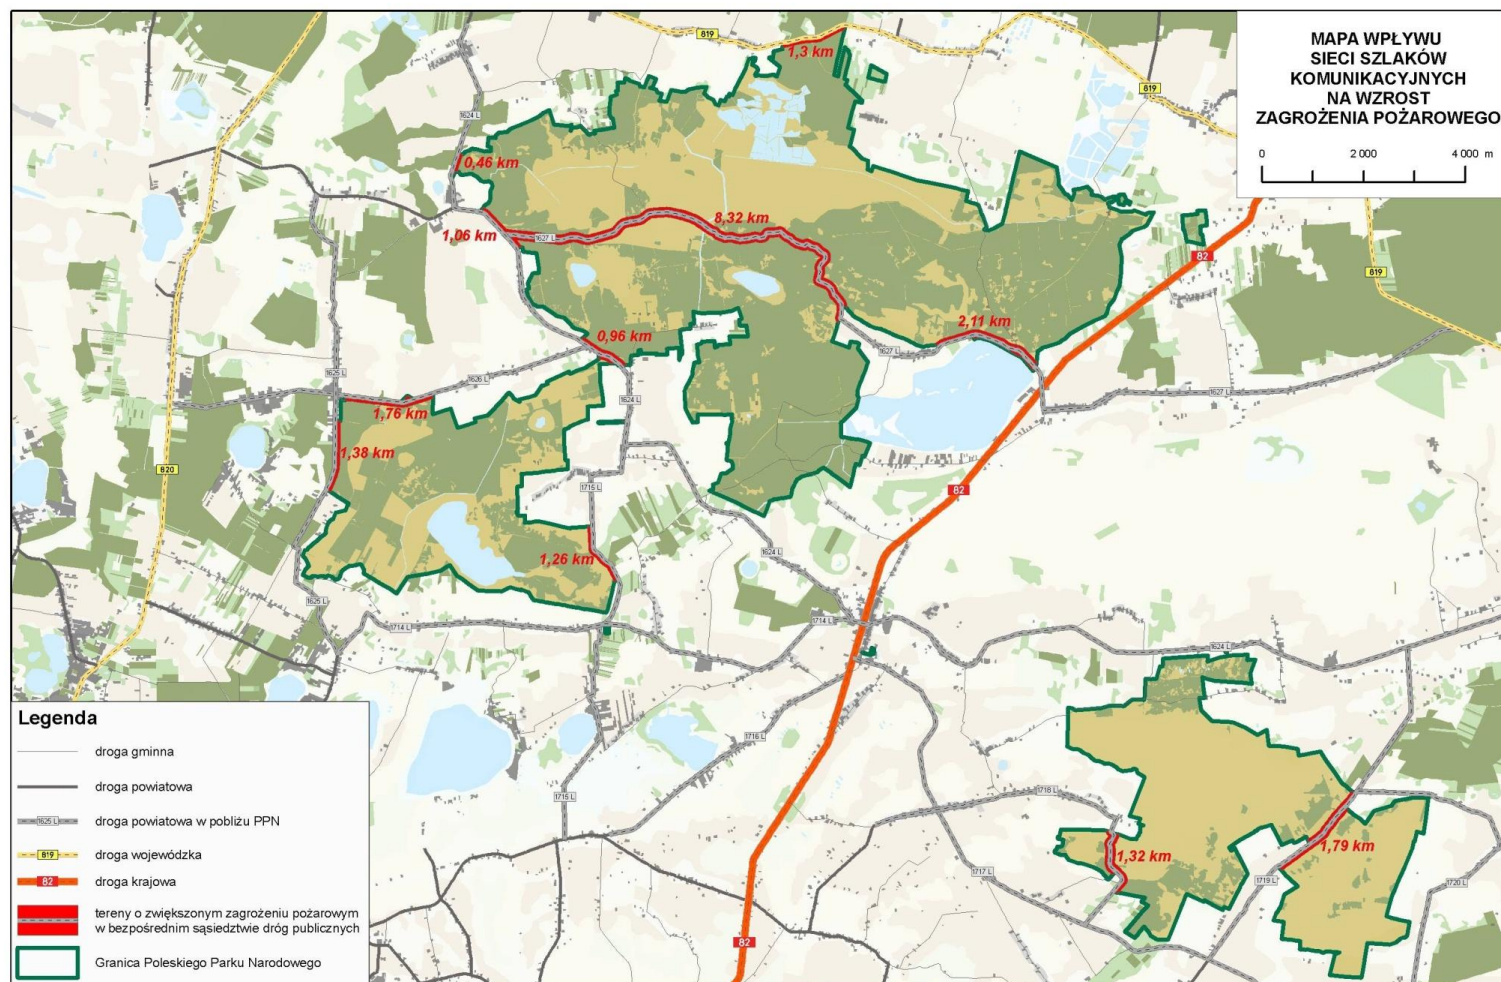 MAPA WPŁYWU
SIECI SZLAKÓW
KOMUNIKACYJNYCH
NA WZROST
ZAGROŻENIA POŻAROWEGO
0 2 000 4 000 m
819
1,3 km
819
1624 L
0,46 km
8,32 km
1,06 km
1627 L
82
819
2,11 km
0,96 km
1627 L
1625 L
1626 L
1627 L
1624 L
1,76 km
1,38 km
820
1715 L
82
1624 L
1,26 km
1625 L
1714 L
1714 L
1624 L
1716 L
1715 L
1718 L
1,32 km
1,79 km
1717 L
1719 L
1720 L
82
Legenda
droga gminna
droga powiatowa
1625 L droga powiatowa w pobliżu PPN
819 droga wojewódzka
82 droga krajowa
tereny o zwiększonym zagrożeniu pożarowym
w bezpośrednim sąsiedztwie dróg publicznych
Granica Poleskiego Parku Narodowego